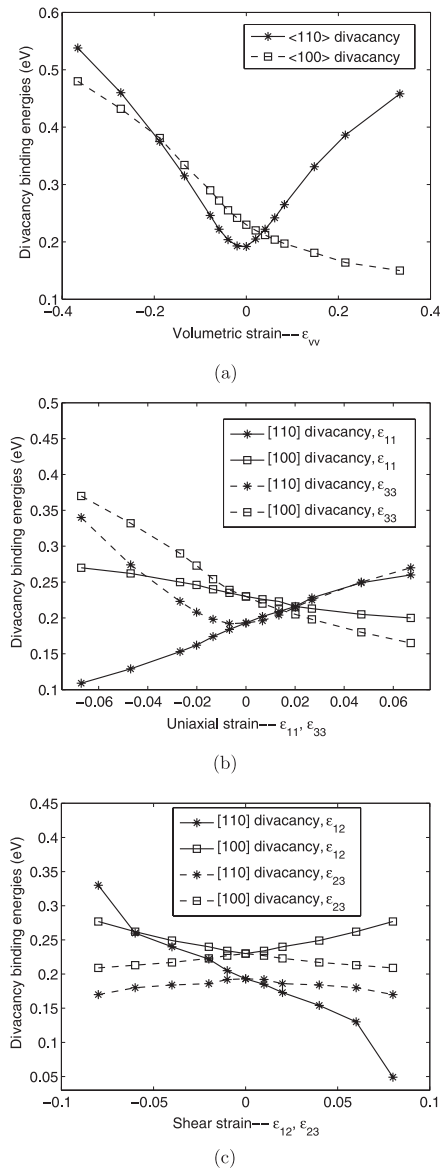 0.6
0.5
0.4
0.3
0.2
0.1
Divacancy binding energies (eV)
<110> divacancy
<100> divacancy
−0.4 −0.2 0 0.2 0.4
Volumetric strain−− ε_vv
(a)
0.5
0.45
0.4
0.35
0.3
0.25
0.2
0.15
0.1
Divacancy binding energies (eV)
[110] divacancy, ε_11
[100] divacancy, ε_11
[110] divacancy, ε_33
[100] divacancy, ε_33
−0.06 −0.04 −0.02 0 0.02 0.04 0.06
Uniaxial strain−− ε_11, ε_33
(b)
0.45
0.4
0.35
0.3
0.25
0.2
0.15
0.1
0.05
Divacancy binding energies (eV)
[110] divacancy, ε_12
[100] divacancy, ε_12
[110] divacancy, ε_23
[100] divacancy, ε_23
−0.1 −0.05 0 0.05 0.1
Shear strain−− ε_12, ε_23
(c)